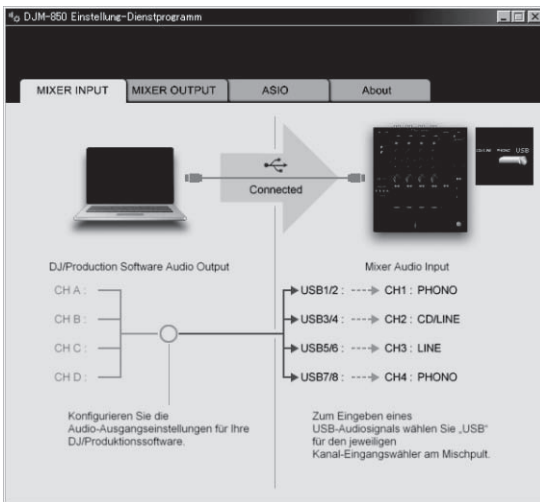 DJM-850 Einstellung-Dienstprogramm
MIXER INPUT
MIXER OUTPUT
ASIO
About
Connected
USB
DJ/Production Software Audio Output
CH A :
CH B :
CH C :
CH D :
Mixer Audio Input
USB1/2 : CH1 : PHONO
USB3/4 : CH2 : CD/LINE
USB5/6 : CH3 : LINE
USB7/8 : CH4 : PHONO
Konfigurieren Sie die
Audio-Ausgangseinstellungen für Ihre
DJ/Produktionssoftware.
Zum Eingeben eines
USB-Audiosignals wählen Sie „USB"
für den jeweiligen
Kanal-Eingangswähler am Mischpult.